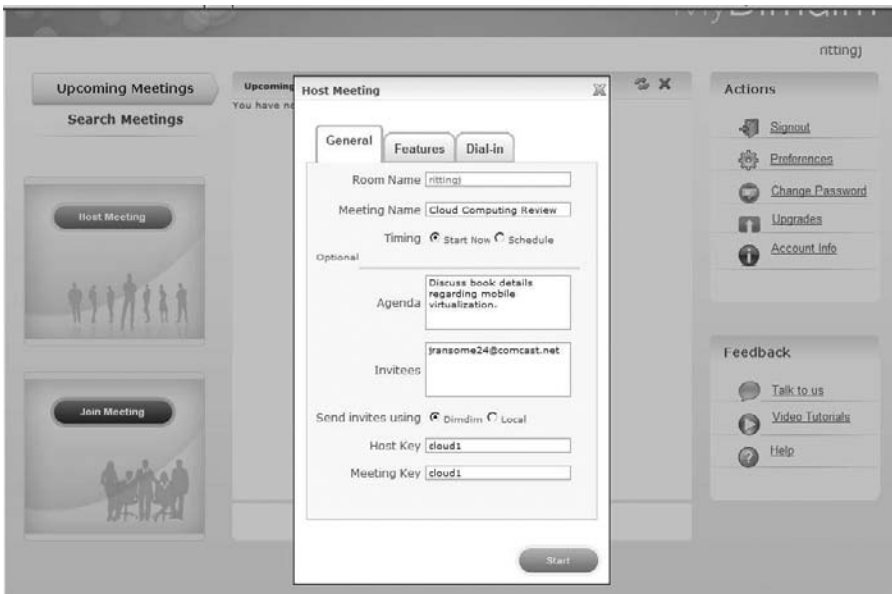 MyDimdim
rittingj
Upcoming Meetings
Search Meetings
Host Meeting
Join Meeting
Upcoming
You have no
Host Meeting
General
Features
Dial-in
Room Name rittingj
Meeting Name Cloud Computing Review
Timing Start Now Schedule
Optional
Agenda Discuss book details
regarding mobile
virtualization.
Invitees jransome24@comcast.net
Send invites using Dimdim Local
Host Key cloud1
Meeting Key cloud1
Start
Actions
Signout
Preferences
Change Password
Upgrades
Account Info
Feedback
Talk to us
Video Tutorials
Help